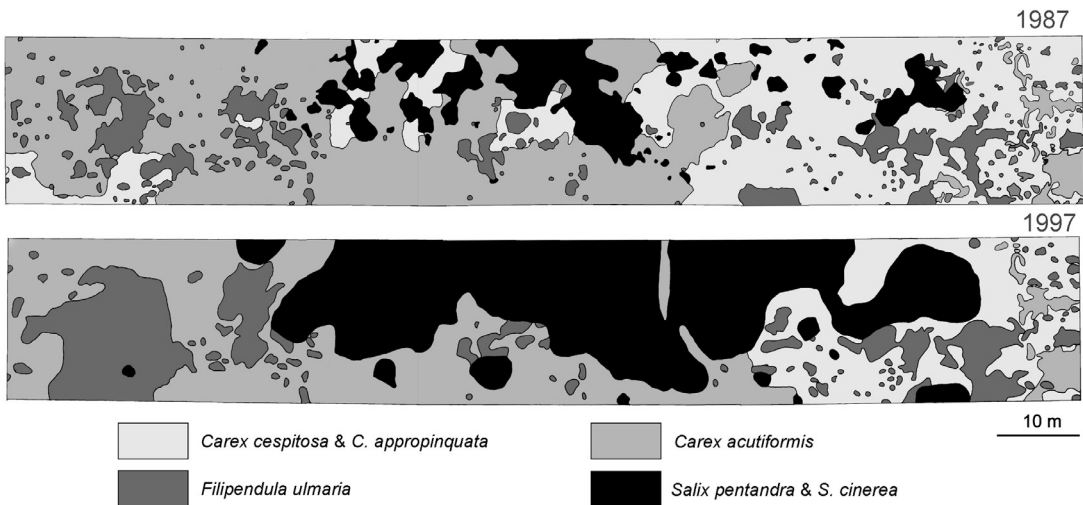 1987
1997
10 m
Carex cespitosa & C. appropinquata
Carex acutiformis
Filipendula ulmaria
Salix pentandra & S. cinerea